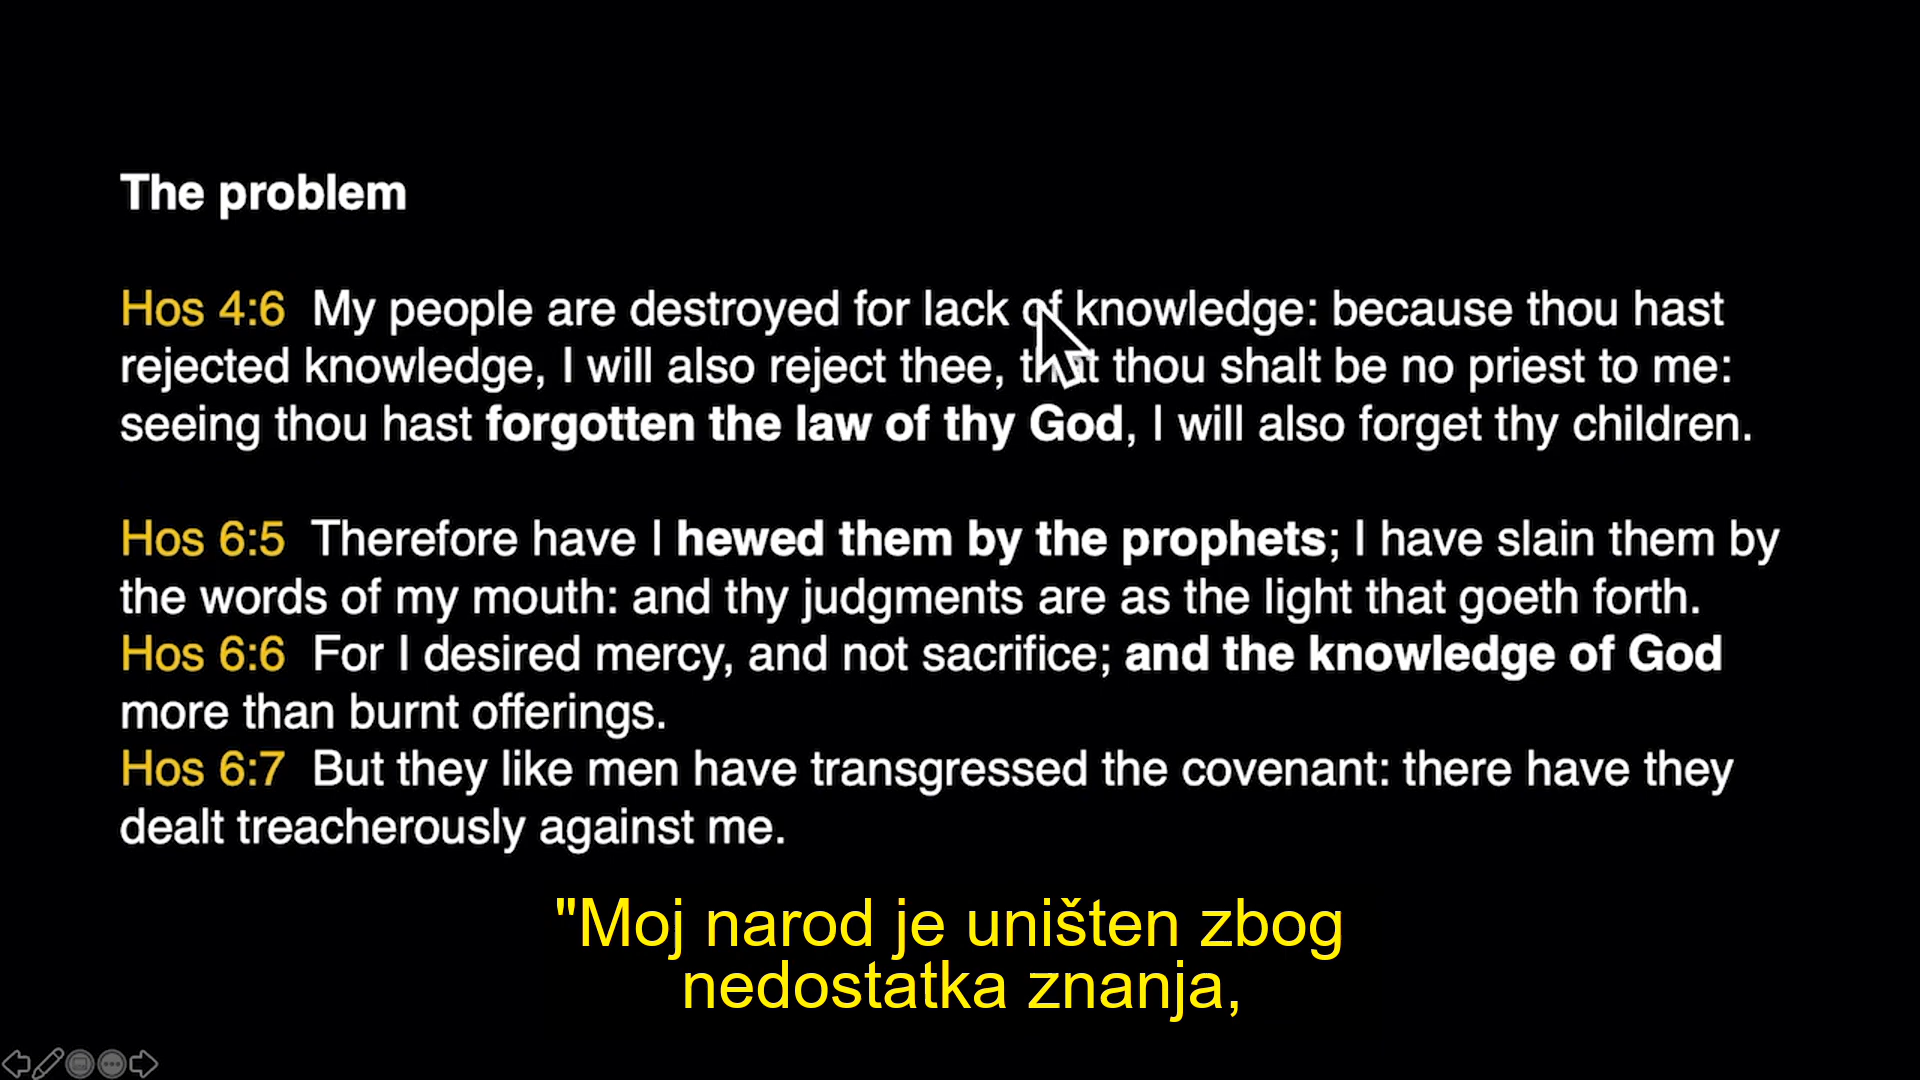 The problem
Hos 4:6 My people are destroyed for lack of knowledge: because thou hast
rejected knowledge, I will also reject thee, that thou shalt be no priest to me:
seeing thou hast forgotten the law of thy God, I will also forget thy children.
Hos 6:5 Therefore have I hewed them by the prophets; I have slain them by
the words of my mouth: and thy judgments are as the light that goeth forth.
Hos 6:6 For I desired mercy, and not sacrifice; and the knowledge of God
more than burnt offerings.
Hos 6:7 But they like men have transgressed the covenant: there have they
dealt treacherously against me.
"Moj narod je uništen zbog
nedostatka znanja,